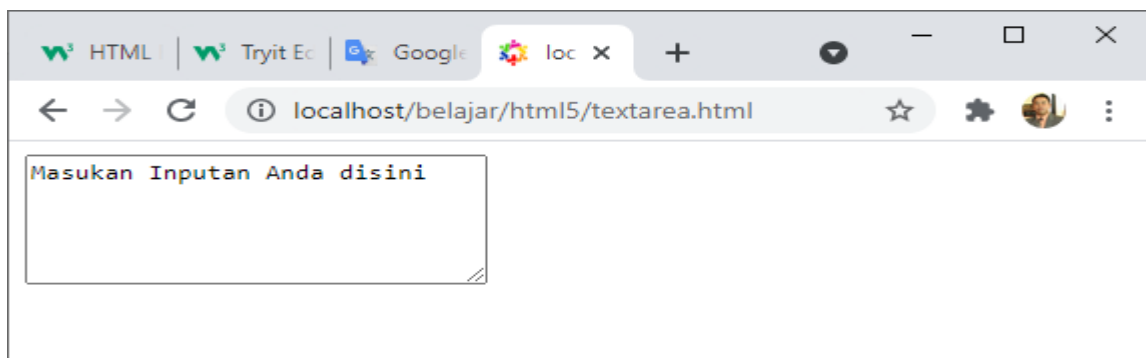 HTML
Tryit Ec
Google
loc
localhost/belajar/html5/textarea.html
Masukan Inputan Anda disini